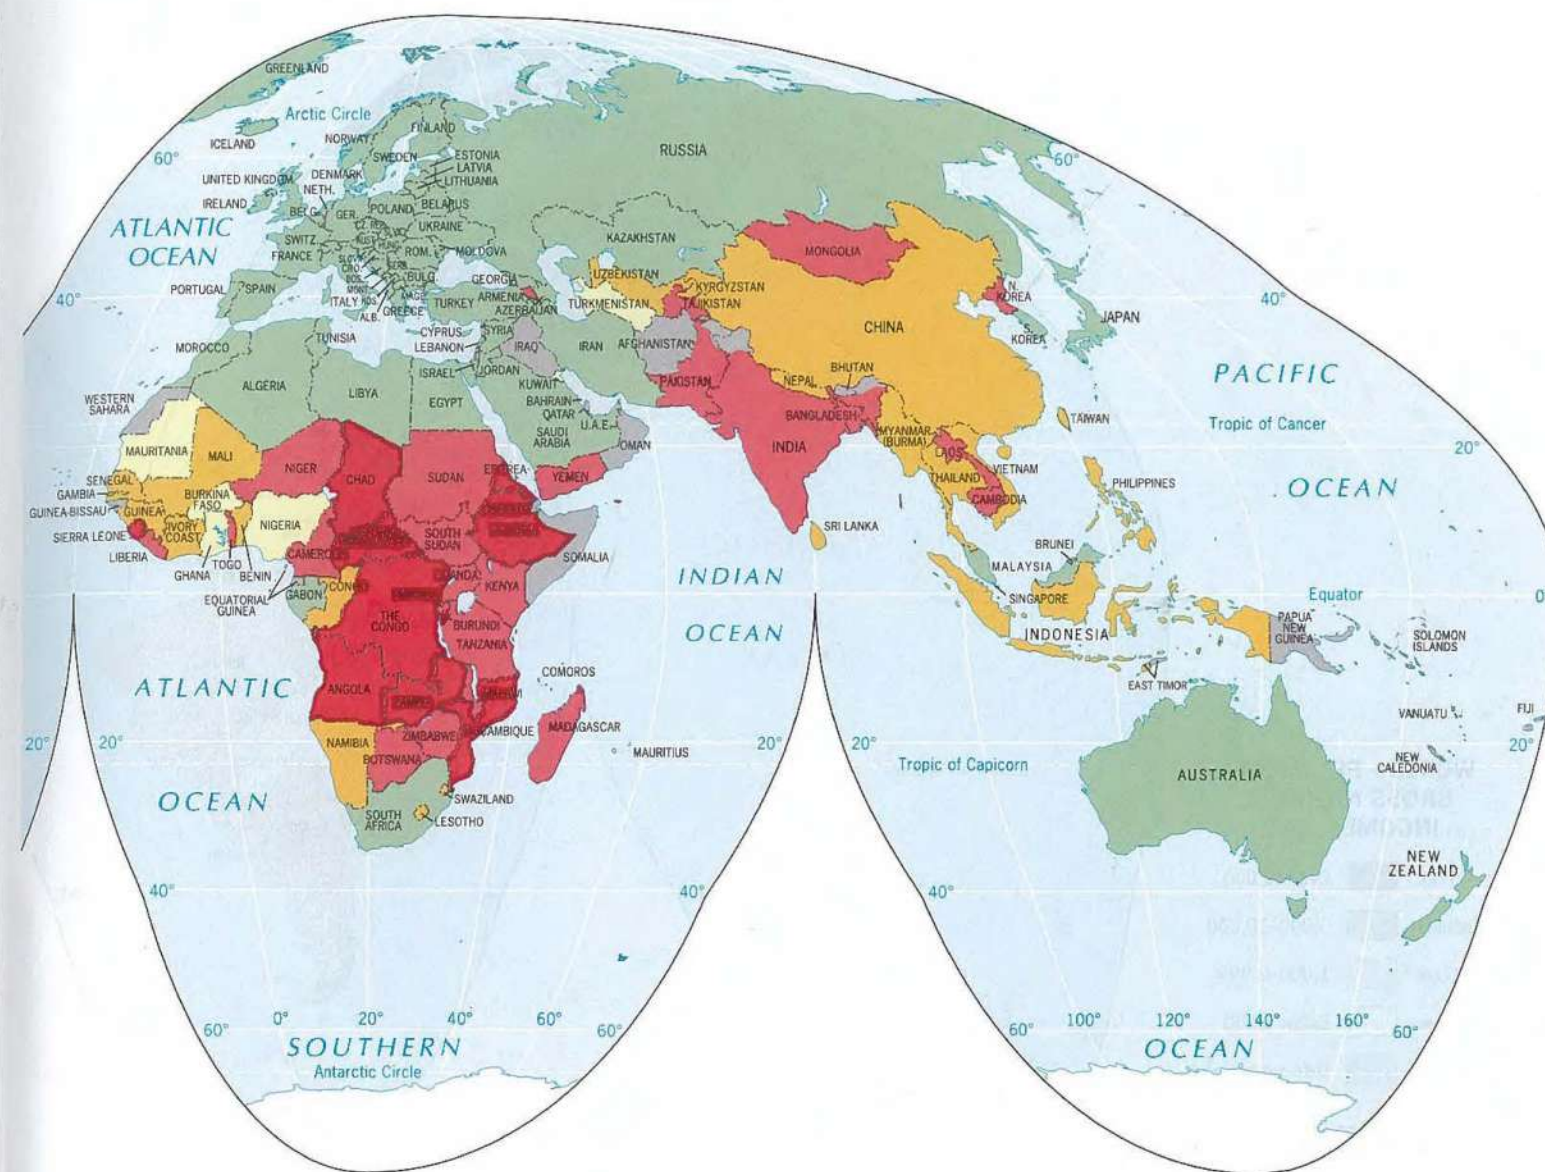 GREENLAND
Arctic Circle
ICELAND
NORWAY
FINLAND
SWEDEN
RUSSIA
60°
60°
ESTONIA
LATVIA
LITHUANIA
UNITED KINGDOM
DENMARK
NETH.
IRELAND
BELG.
GER.
POLAND
BELARUS
ATLANTIC
OCEAN
UKRAINE
SWITZ.
FRANCE
ROM.
MOLDOVA
KAZAKHSTAN
MONGOLIA
PORTUGAL
SPAIN
ITALY
BULG.
ALB.
GREECE
GEORGIA
TURKEY
ARMENIA
AZERBAIJAN
UZBEKISTAN
KYRGYZSTAN
TURKMENISTAN
TAJIKISTAN
N.
KOREA
40°
40°
CHINA
S.
KOREA
JAPAN
MOROCCO
TUNISIA
CYPRUS
LEBANON
SYRIA
IRAQ
IRAN
AFGHANISTAN
ISRAEL
JORDAN
ALGERIA
LIBYA
EGYPT
KUWAIT
BAHRAIN
QATAR
U.A.E.
SAUDI
ARABIA
OMAN
PAKISTAN
NEPAL
BHUTAN
BANGLADESH
INDIA
PACIFIC
WESTERN
SAHARA
TAIWAN
Tropic of Cancer
MYANMAR
(BURMA)
LAOS
20°
MAURITANIA
MALI
NIGER
CHAD
SUDAN
ERITREA
YEMEN
THAILAND
VIETNAM
CAMBODIA
PHILIPPINES
OCEAN
SENEGAL
GAMBIA
GUINEA-BISSAU
GUINEA
BURKINA
FASO
NIGERIA
SIERRA LEONE
IVORY
COAST
LIBERIA
GHANA
TOGO
BENIN
CAMEROON
SOUTH
SUDAN
SOMALIA
SRI LANKA
EQUATORIAL
GUINEA
GABON
CONGO
UGANDA
KENYA
INDIAN
OCEAN
BRUNEI
MALAYSIA
SINGAPORE
INDONESIA
Equator
0
THE
CONGO
BURUNDI
TANZANIA
PAPUA
NEW
GUINEA
SOLOMON
ISLANDS
EAST TIMOR
ATLANTIC
ANGOLA
COMOROS
MALAWI
ZAMBIA
MOZAMBIQUE
MADAGASCAR
MAURITIUS
VANUATU
FIJI
20°
20°
NAMIBIA
ZIMBABWE
BOTSWANA
20°
20°
Tropic of Capicorn
AUSTRALIA
NEW
CALEDONIA
20°
OCEAN
SOUTH
AFRICA
SWAZILAND
LESOTHO
NEW
ZEALAND
40°
40°
40°
60°
0°
20°
40°
60°
60°
60°
100°
120°
140°
160°
60°
SOUTHERN
Antarctic Circle
OCEAN